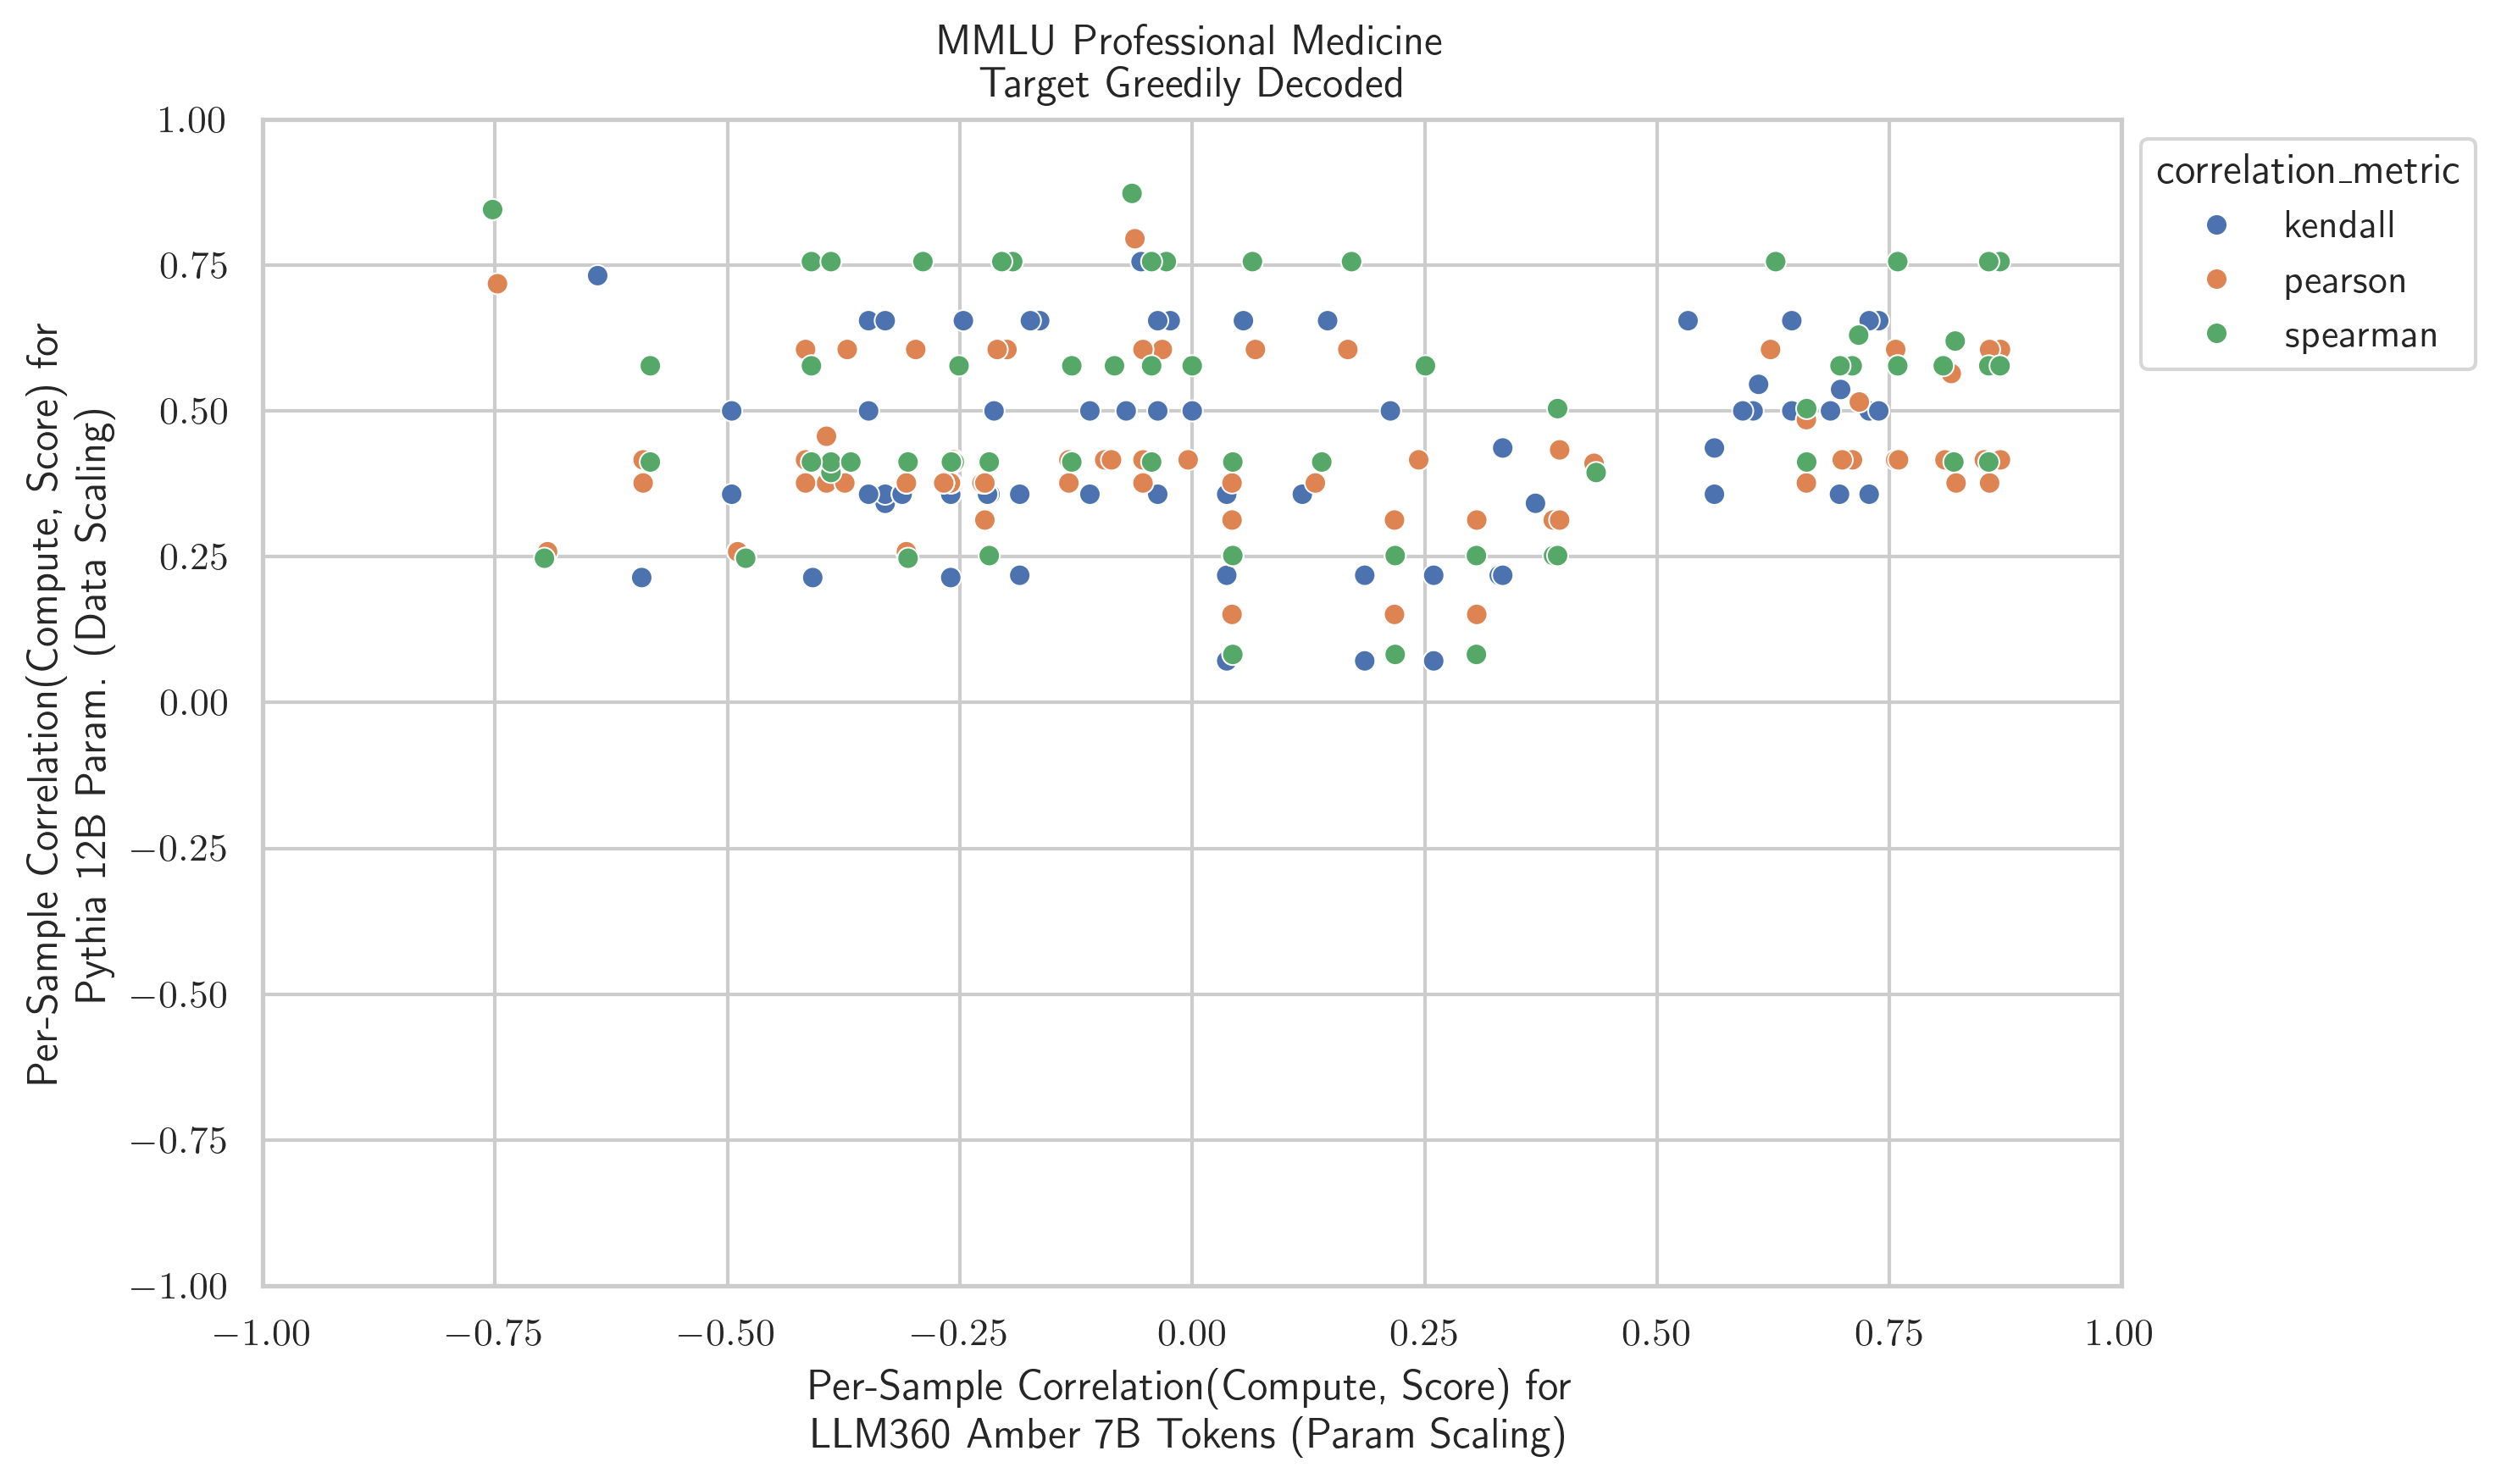 MMLU Professional Medicine
Target Greedily Decoded
Per-Sample Correlation(Compute, Score) for
Pythia 12B Param. (Data Scaling)
1.00
0.75
0.50
0.25
0.00
−0.25
−0.50
−0.75
−1.00
−1.00
−0.75
−0.50
−0.25
0.00
0.25
0.50
0.75
1.00
Per-Sample Correlation(Compute, Score) for
LLM360 Amber 7B Tokens (Param Scaling)
correlation_metric
kendall
pearson
spearman